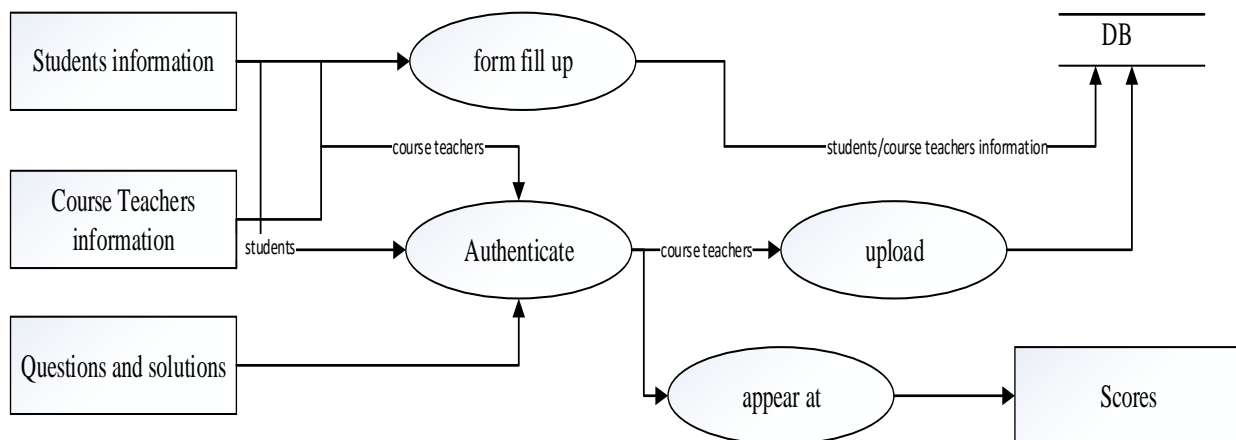 Students information
form fill up
DB
course teachers
students/course teachers information
Course Teachers
information
students
Authenticate
course teachers
upload
Questions and solutions
appear at
Scores